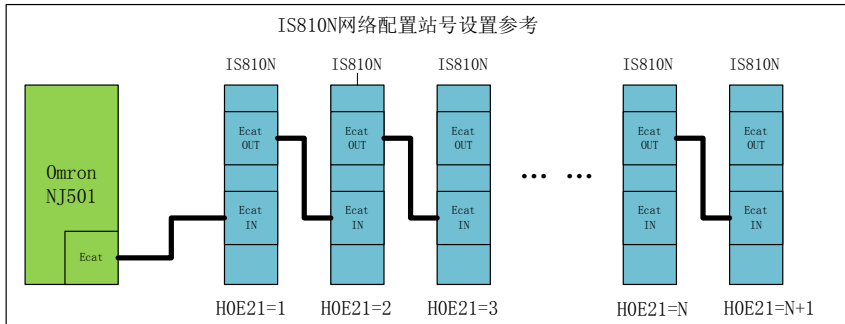 IS810N网络配置站号设置参考
IS810N
IS810N
IS810N
IS810N
IS810N
Ecat
OUT
Ecat
OUT
Ecat
OUT
Ecat
OUT
Ecat
OUT
Omron
NJ501
... ...
Ecat
IN
Ecat
IN
Ecat
IN
Ecat
IN
Ecat
IN
Ecat
H0E21=1
H0E21=2
H0E21=3
H0E21=N
H0E21=N+1